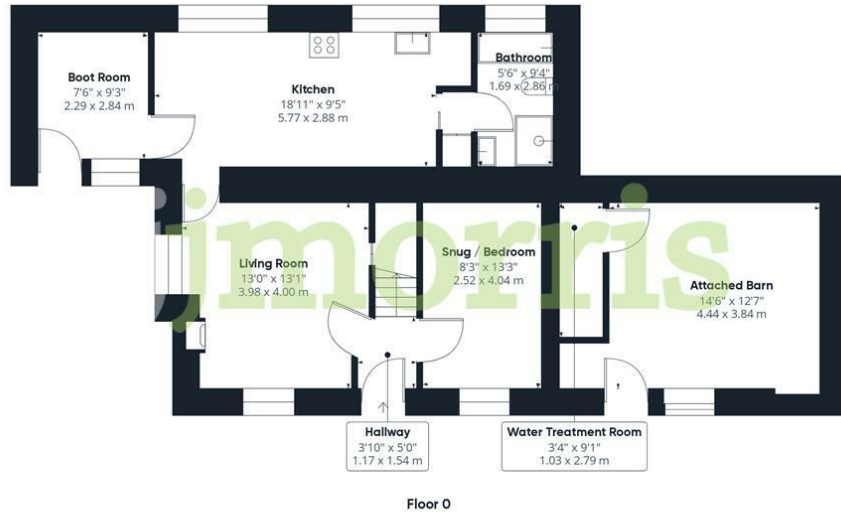 Boot Room
7'6" x 9'3"
2.29 x 2.84 m
Kitchen
18'11" x 9'5"
5.77 x 2.88 m
Bathroom
5'6" x 9'4"
1.69 x 2.86 m
jjmorris
Living Room
13'0" x 13'1"
3.98 x 4.00 m
Snug / Bedroom
8'3" x 13'3"
2.52 x 4.04 m
Attached Barn
14'6" x 12'7"
4.44 x 3.84 m
Hallway
3'10" x 5'0"
1.17 x 1.54 m
Water Treatment Room
3'4" x 9'1"
1.03 x 2.79 m
Floor 0